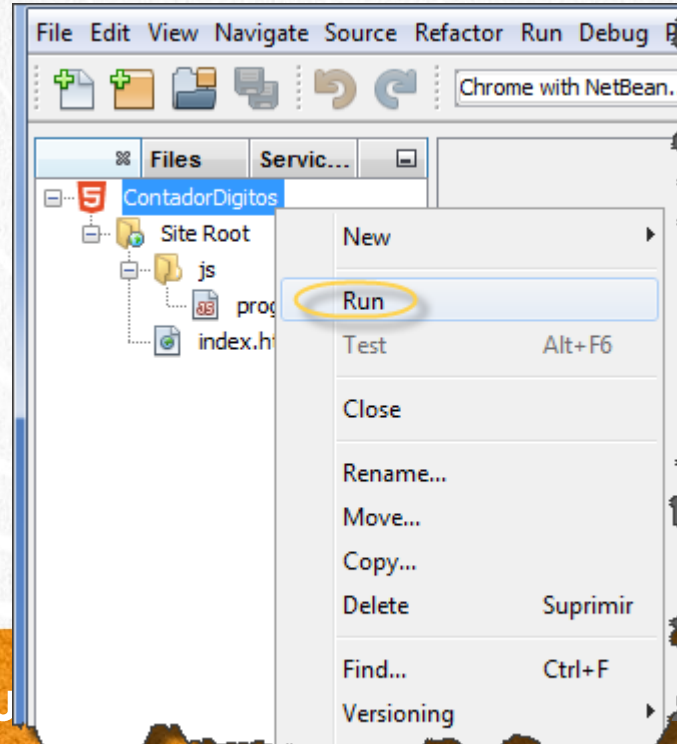 File Edit View Navigate Source Refactor Run Debug
Chrome with NetBean.
Files Servic...
ContadorDigitos
Site Root
js
index.h
New
Run
Test Alt+F6
Close
Rename...
Move...
Copy...
Delete Suprimir
Find... Ctrl+F
Versioning